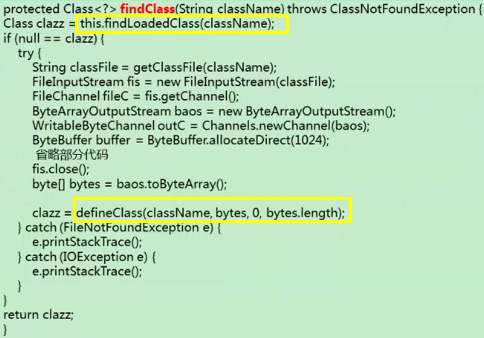 protected Class<?> findClass(String className) throws ClassNotFoundException {
Class clazz = this.findLoadedClass(className);
if (null == clazz) {
try {
String classFile = getClassFile(className);
FileInputStream fis = new FileInputStream(classFile);
FileChannel fileC = fis.getChannel();
ByteArrayOutputStream baos = new ByteArrayOutputStream();
WritableByteChannel outC = Channels.newChannel(baos);
ByteBuffer buffer = ByteBuffer.allocateDirect(1024);
省略部分代码
fis.close();
byte[] bytes = baos.toByteArray();
clazz = defineClass(className, bytes, 0, bytes.length);
} catch (FileNotFoundException e) {
e.printStackTrace();
} catch (IOException e) {
e.printStackTrace();
}
}
return clazz;
}